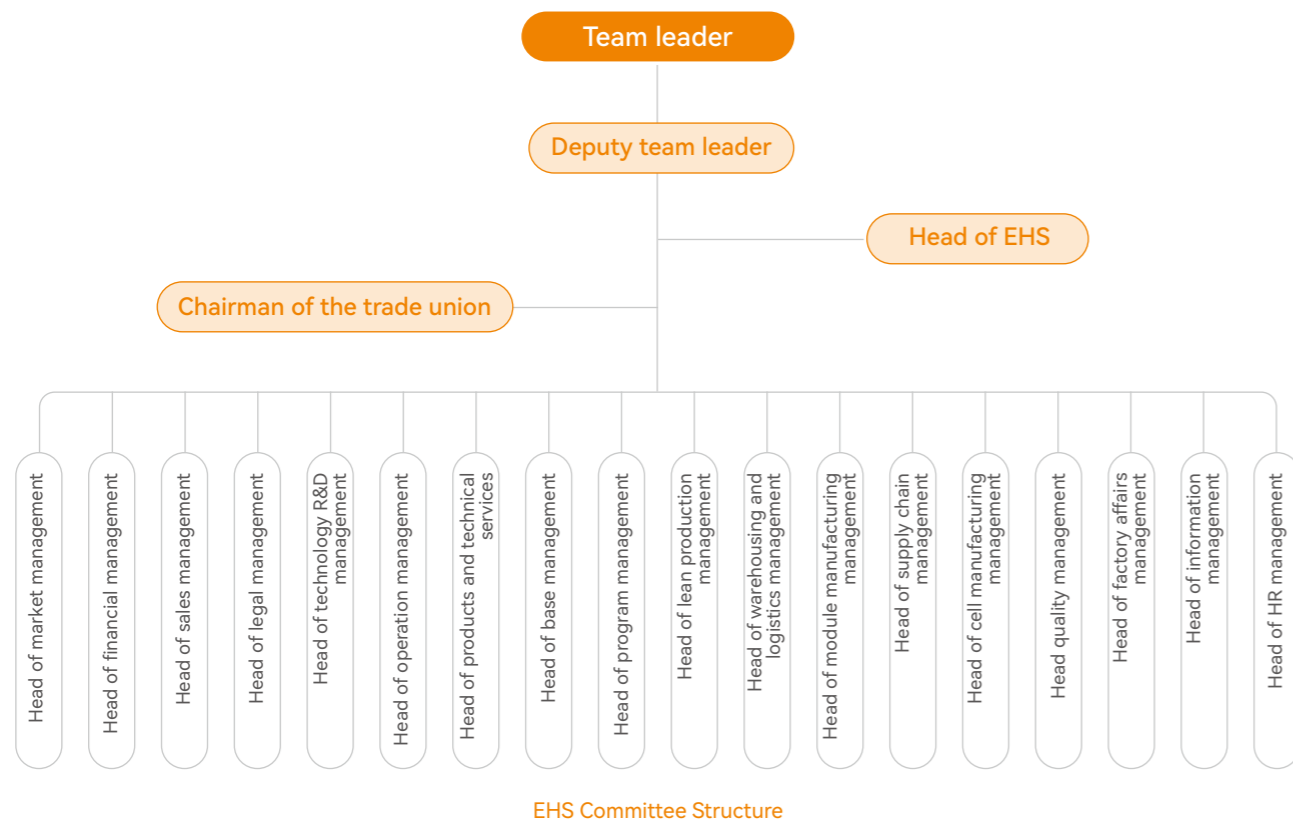 Team leader
Deputy team leader
Head of EHS
Chairman of the trade union
Head of market management
Head of financial management
Head of sales management
Head of legal management
Head of technology R&D
management
Head of operation management
Head of products and technical
services
Head of base management
Head of program management
Head of lean production
management
Head of warehousing and
logistics management
Head of module manufacturing
management
Head of supply chain
management
Head of cell manufacturing
management
Head quality management
Head of factory affairs
management
Head of information
management
Head of HR management
EHS Committee Structure